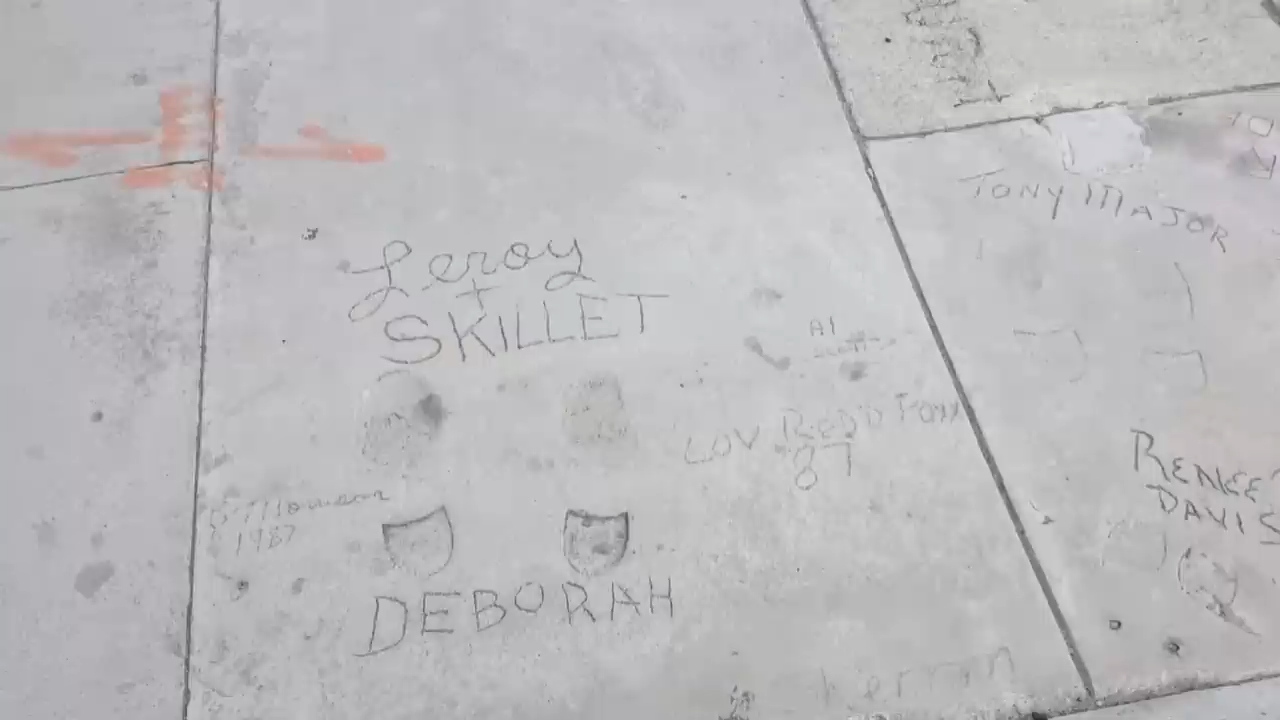 Leroy
+
SKILLET
TONY MAJOR
Al
LOV REDD FOXX
87
RENEE
DAVIS
1987
DEBORAH